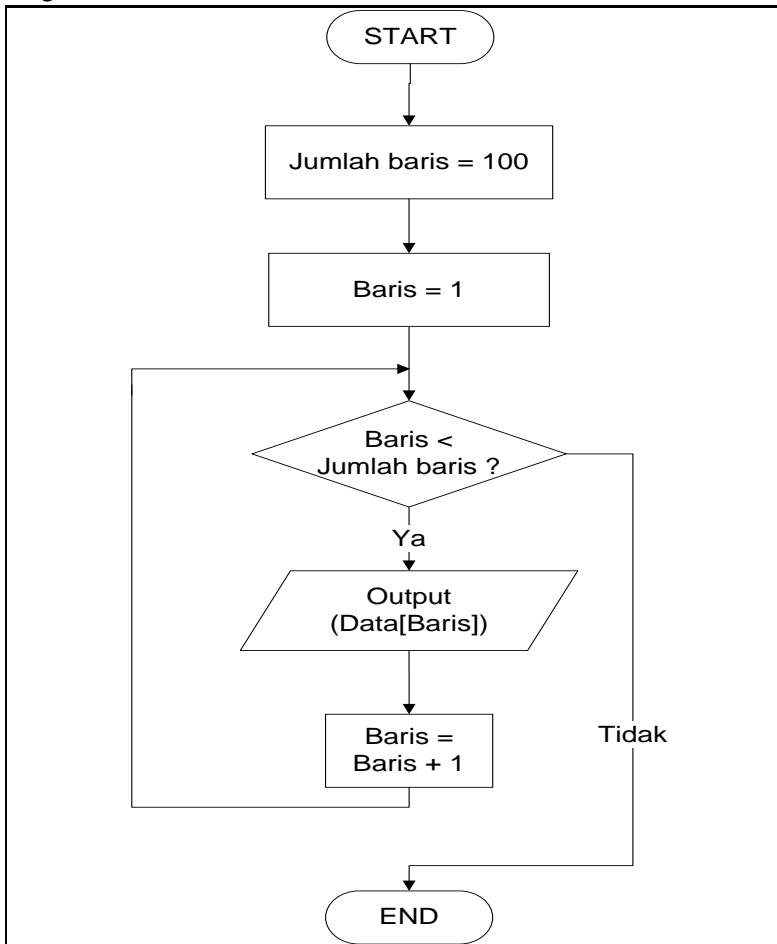 START
Jumlah baris = 100
Baris = 1
Baris <
Jumlah baris ?
Ya
Output
(Data[Baris])
Baris =
Baris + 1
Tidak
END